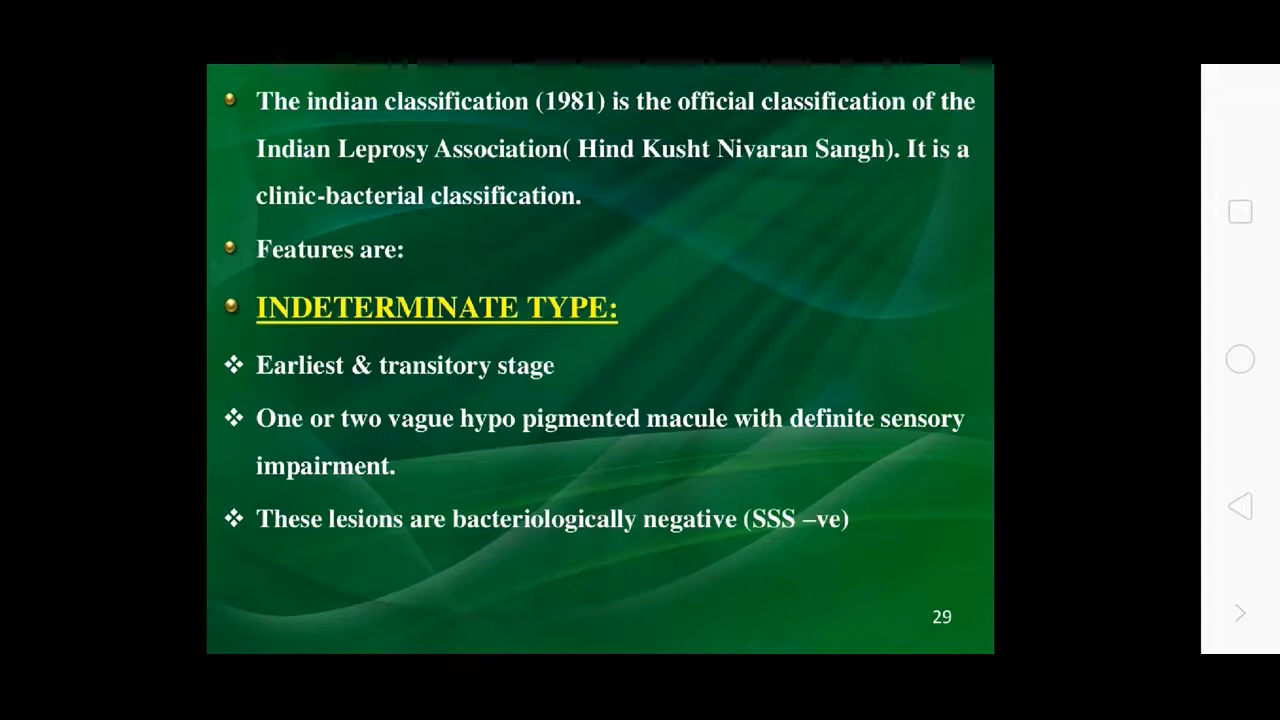 The indian classification (1981) is the official classification of the
Indian Leprosy Association( Hind Kusht Nivaran Sangh). It is a
clinic-bacterial classification.
Features are:
INDETERMINATE TYPE:
Earliest & transitory stage
One or two vague hypo pigmented macule with definite sensory
impairment.
These lesions are bacteriologically negative (SSS –ve)
29